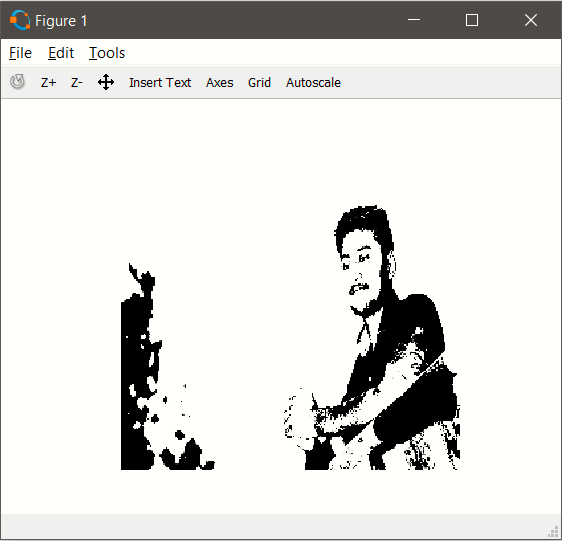 Figure 1
File Edit Tools
Z+ Z- Insert Text Axes Grid Autoscale